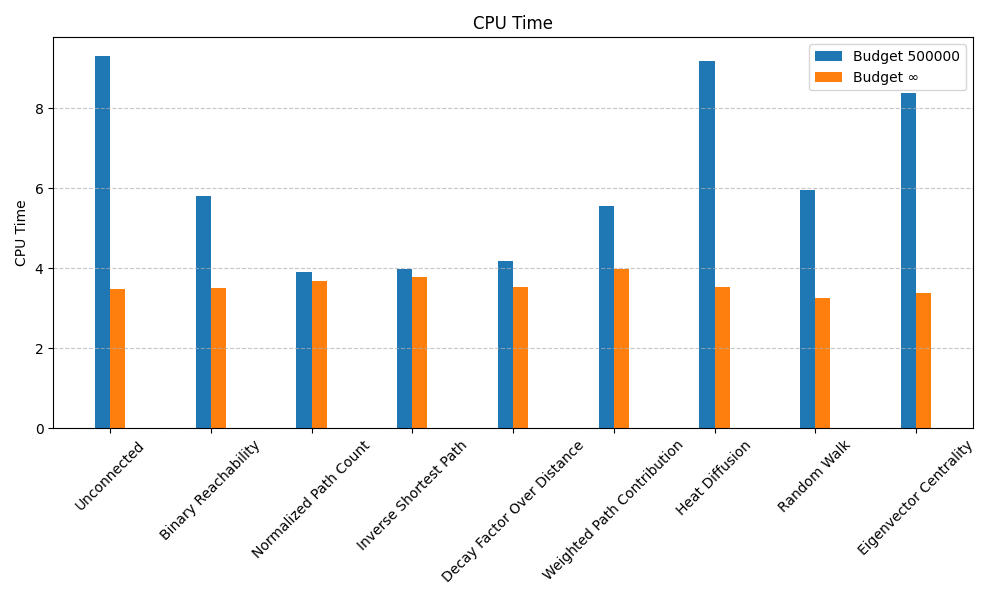 CPU Time
Budget 500000
Budget ∞
CPU Time
8
6
4
2
0
Unconnected
Binary Reachability
Normalized Path Count
Inverse Shortest Path
Decay Factor Over Distance
Weighted Path Contribution
Heat Diffusion
Random Walk
Eigenvector Centrality